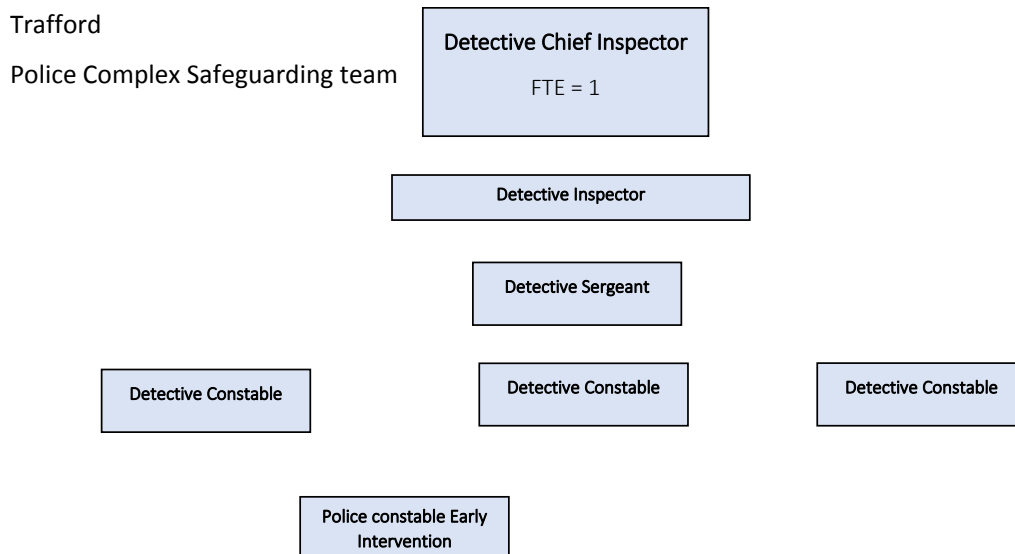 Trafford
Police Complex Safeguarding team
Detective Chief Inspector
FTE = 1
Detective Inspector
Detective Sergeant
Detective Constable
Detective Constable
Detective Constable
Police constable Early
Intervention